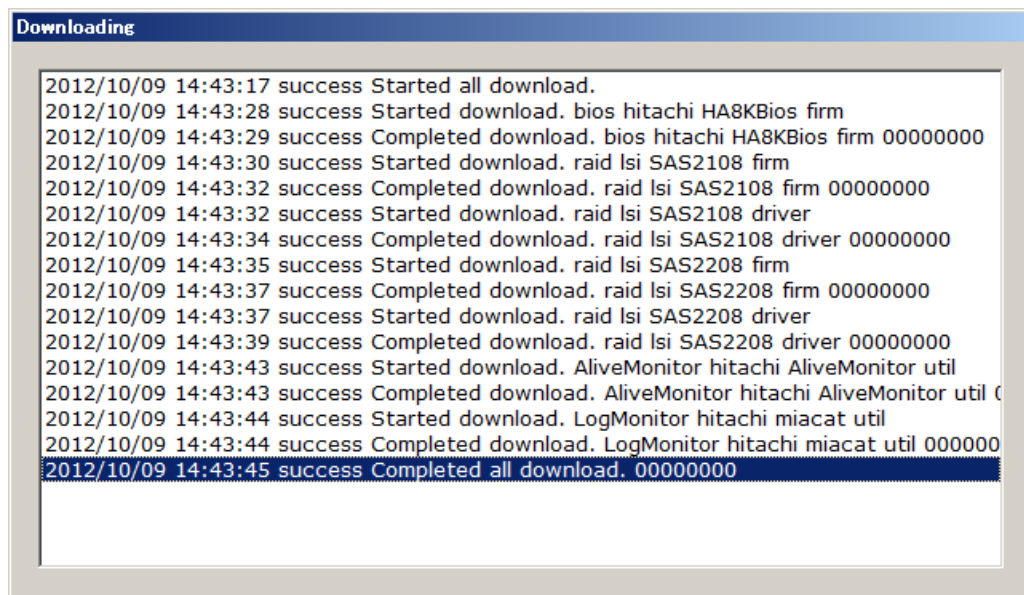 Downloading
2012/10/09 14:43:17 success Started all download.
2012/10/09 14:43:28 success Started download. bios hitachi HA8KBios firm
2012/10/09 14:43:29 success Completed download. bios hitachi HA8KBios firm 00000000
2012/10/09 14:43:30 success Started download. raid lsi SAS2108 firm
2012/10/09 14:43:32 success Completed download. raid lsi SAS2108 firm 00000000
2012/10/09 14:43:32 success Started download. raid lsi SAS2108 driver
2012/10/09 14:43:34 success Completed download. raid lsi SAS2108 driver 00000000
2012/10/09 14:43:35 success Started download. raid lsi SAS2208 firm
2012/10/09 14:43:37 success Completed download. raid lsi SAS2208 firm 00000000
2012/10/09 14:43:37 success Started download. raid lsi SAS2208 driver
2012/10/09 14:43:39 success Completed download. raid lsi SAS2208 driver 00000000
2012/10/09 14:43:43 success Started download. AliveMonitor hitachi AliveMonitor util
2012/10/09 14:43:43 success Completed download. AliveMonitor hitachi AliveMonitor util
2012/10/09 14:43:44 success Started download. LogMonitor hitachi miacat util
2012/10/09 14:43:44 success Completed download. LogMonitor hitachi miacat util 000000
2012/10/09 14:43:45 success Completed all download. 00000000